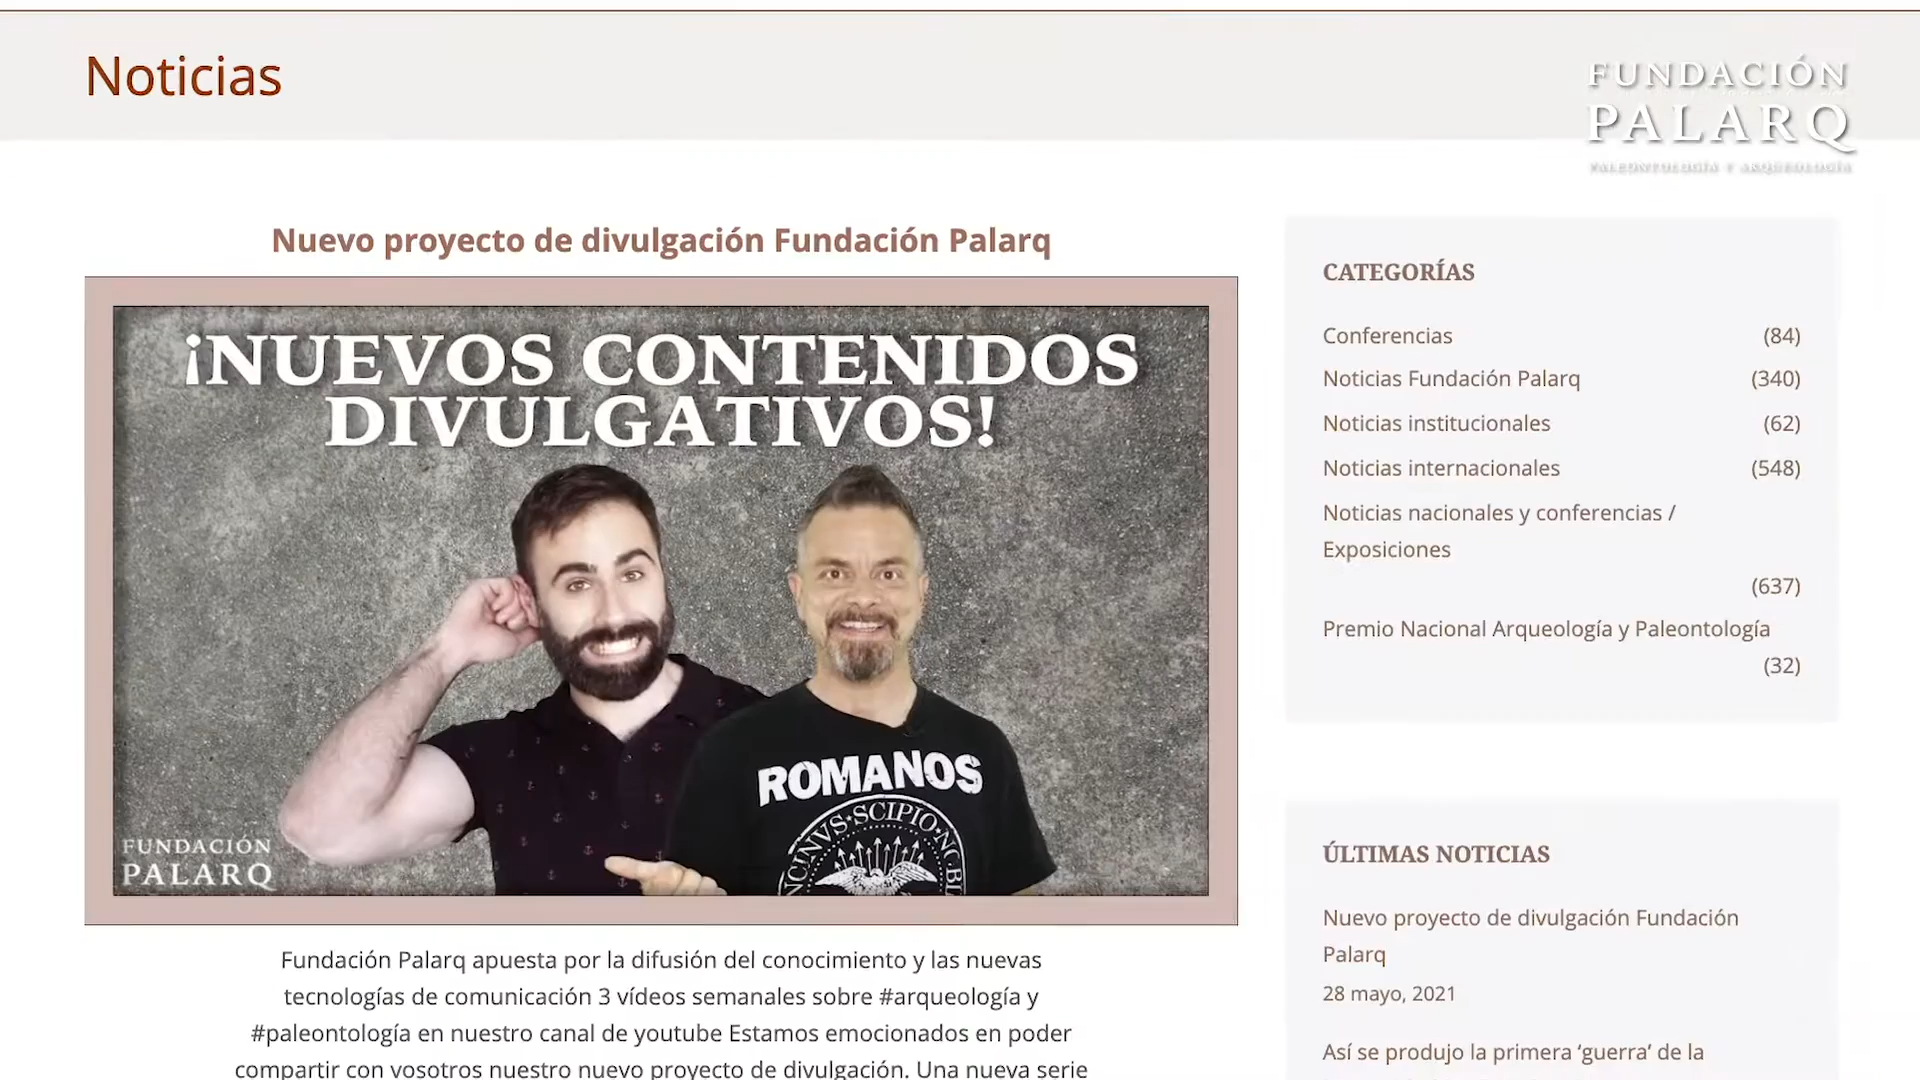 Noticias
FUNDACIÓN
PALARQ
PALEONTOLOGÍA Y ARQUEOLOGÍA
Nuevo proyecto de divulgación Fundación Palarq
¡NUEVOS CONTENIDOS
DIVULGATIVOS!
ROMANOS
SCIPIO
FUNDACIÓN
PALARQ
Fundación Palarq apuesta por la difusión del conocimiento y las nuevas
tecnologías de comunicación 3 vídeos semanales sobre #arqueología y
#paleontología en nuestro canal de youtube Estamos emocionados en poder
compartir con vosotros nuestro nuevo proyecto de divulgación. Una nueva serie
CATEGORÍAS
Conferencias (84)
Noticias Fundación Palarq (340)
Noticias institucionales (62)
Noticias internacionales (548)
Noticias nacionales y conferencias /
Exposiciones
(637)
Premio Nacional Arqueología y Paleontología
(32)
ÚLTIMAS NOTICIAS
Nuevo proyecto de divulgación Fundación
Palarq
28 mayo, 2021
Así se produjo la primera ‘guerra’ de la